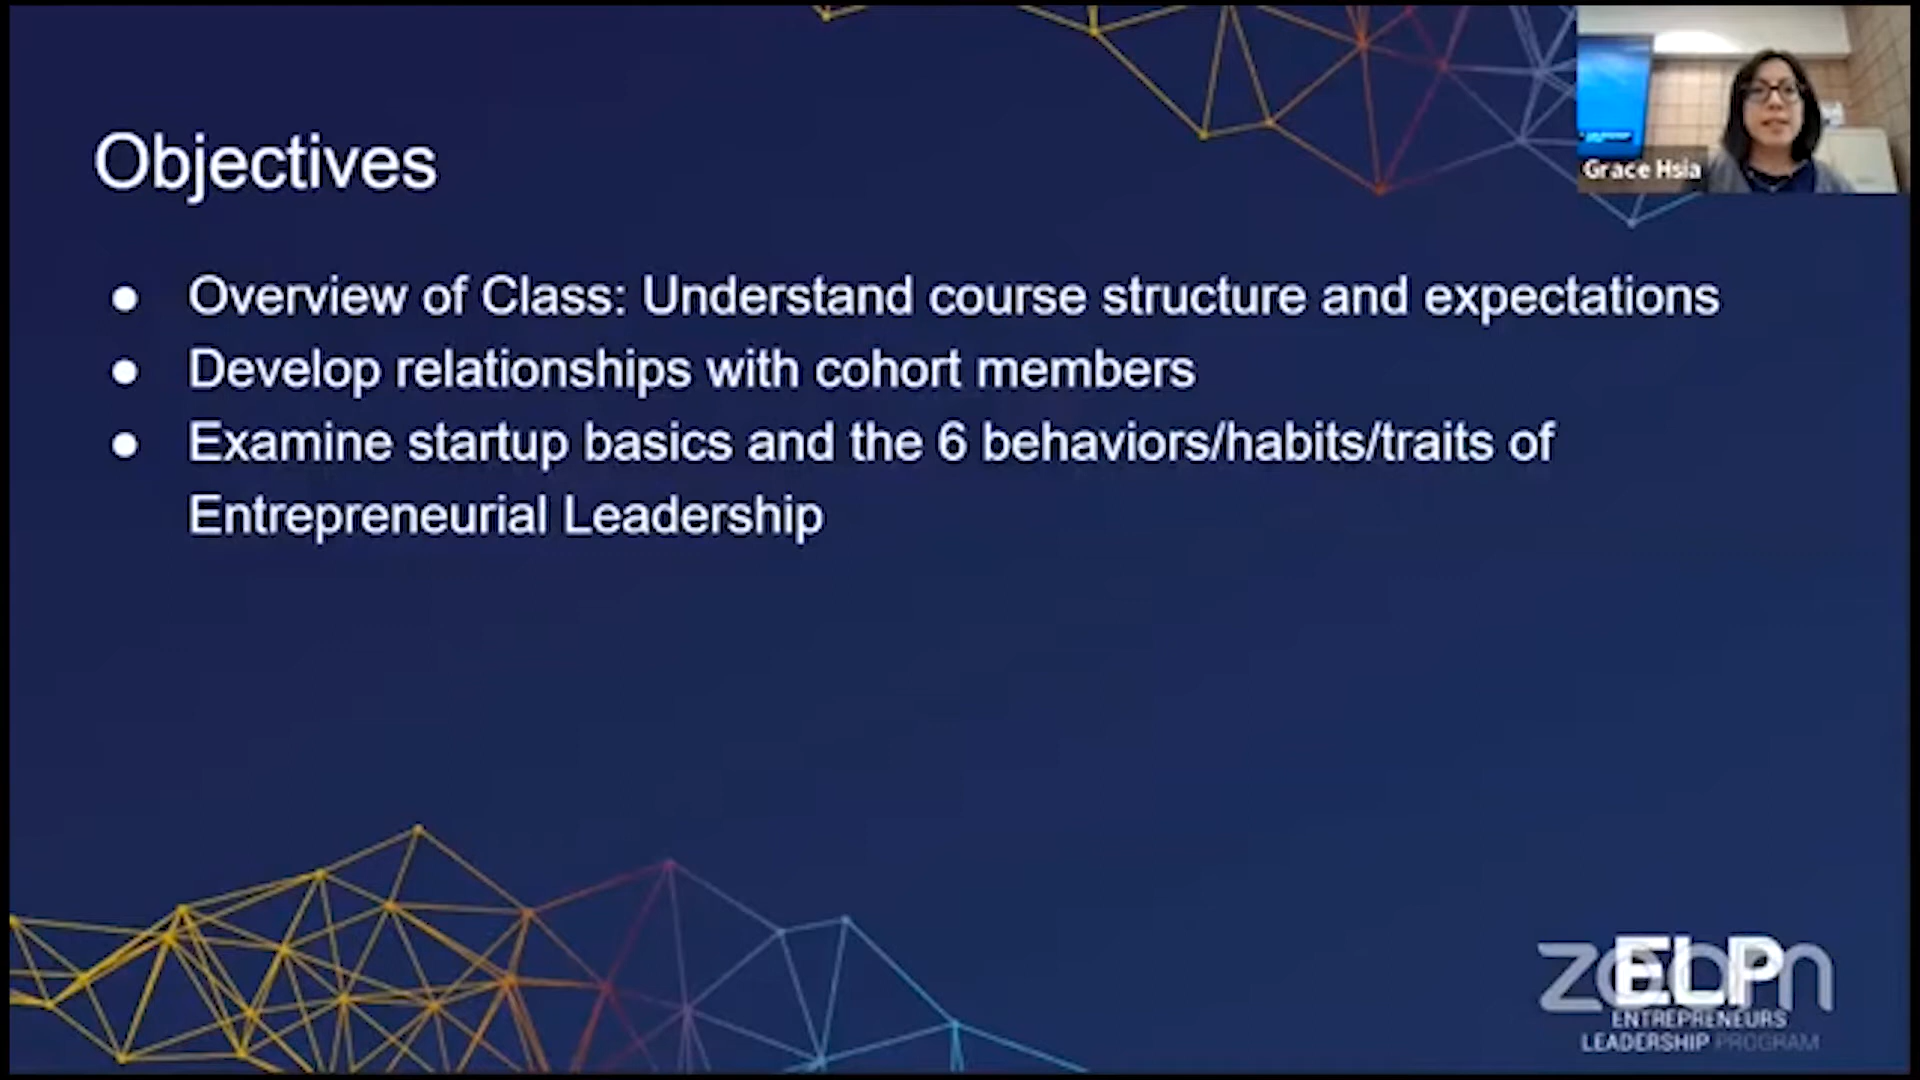 Objectives
Grace Hsia
● Overview of Class: Understand course structure and expectations
● Develop relationships with cohort members
● Examine startup basics and the 6 behaviors/habits/traits of
Entrepreneurial Leadership
zoom
ELP
ENTREPRENEURS
LEADERSHIP PROGRAM